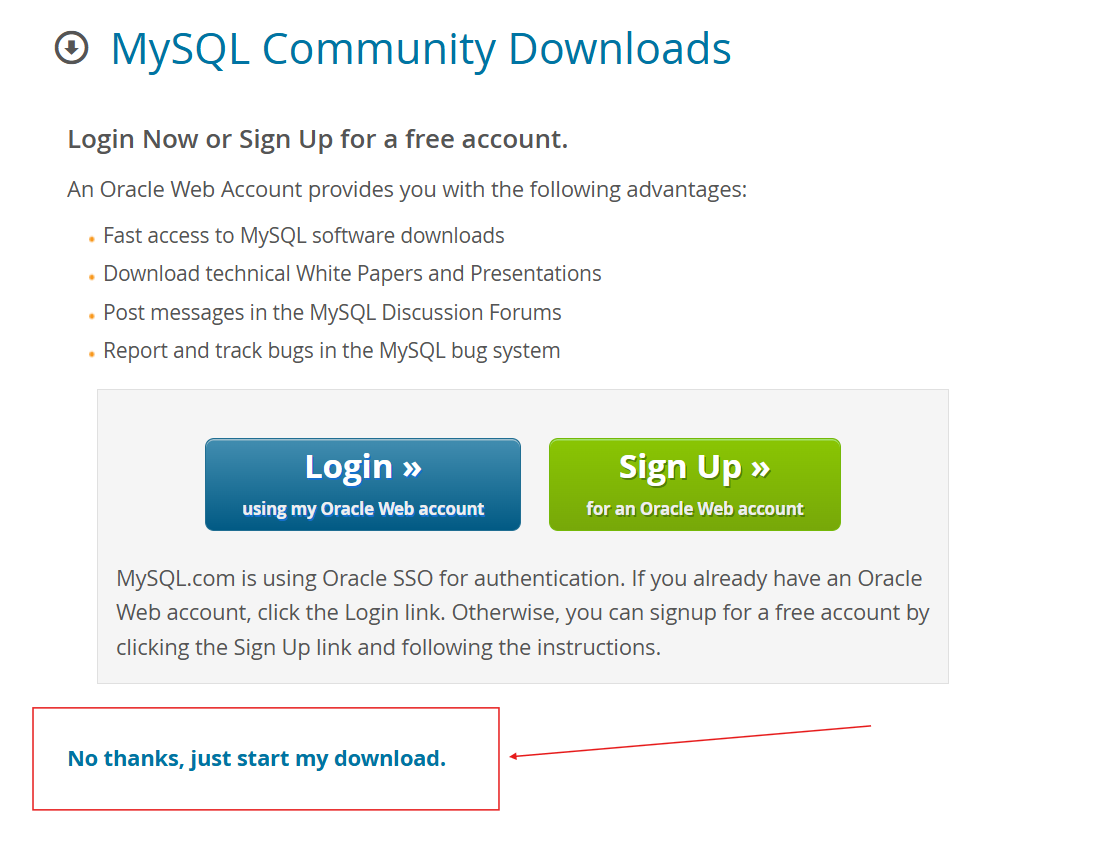 MySQL Community Downloads
Login Now or Sign Up for a free account.
An Oracle Web Account provides you with the following advantages:
Fast access to MySQL software downloads
Download technical White Papers and Presentations
Post messages in the MySQL Discussion Forums
Report and track bugs in the MySQL bug system
Login »
using my Oracle Web account
Sign Up »
for an Oracle Web account
MySQL.com is using Oracle SSO for authentication. If you already have an Oracle
Web account, click the Login link. Otherwise, you can signup for a free account by
clicking the Sign Up link and following the instructions.
No thanks, just start my download.